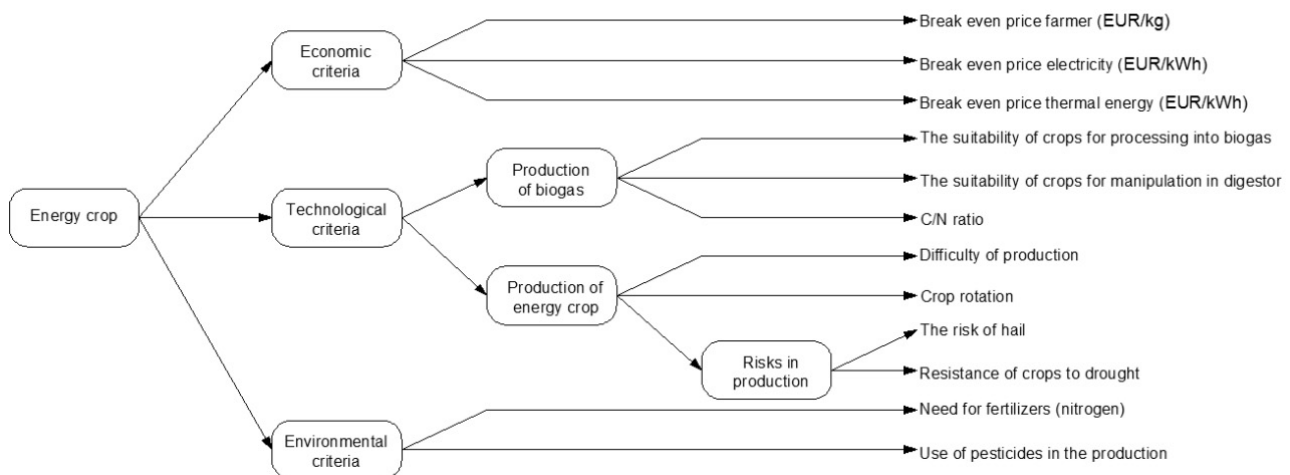 Energy crop
Economic
criteria
Break even price farmer (EUR/kg)
Break even price electricity (EUR/kWh)
Break even price thermal energy (EUR/kWh)
Technological
criteria
Production
of biogas
The suitability of crops for processing into biogas
The suitability of crops for manipulation in digestor
C/N ratio
Production of
energy crop
Difficulty of production
Crop rotation
Risks in
production
The risk of hail
Resistance of crops to drought
Environmental
criteria
Need for fertilizers (nitrogen)
Use of pesticides in the production